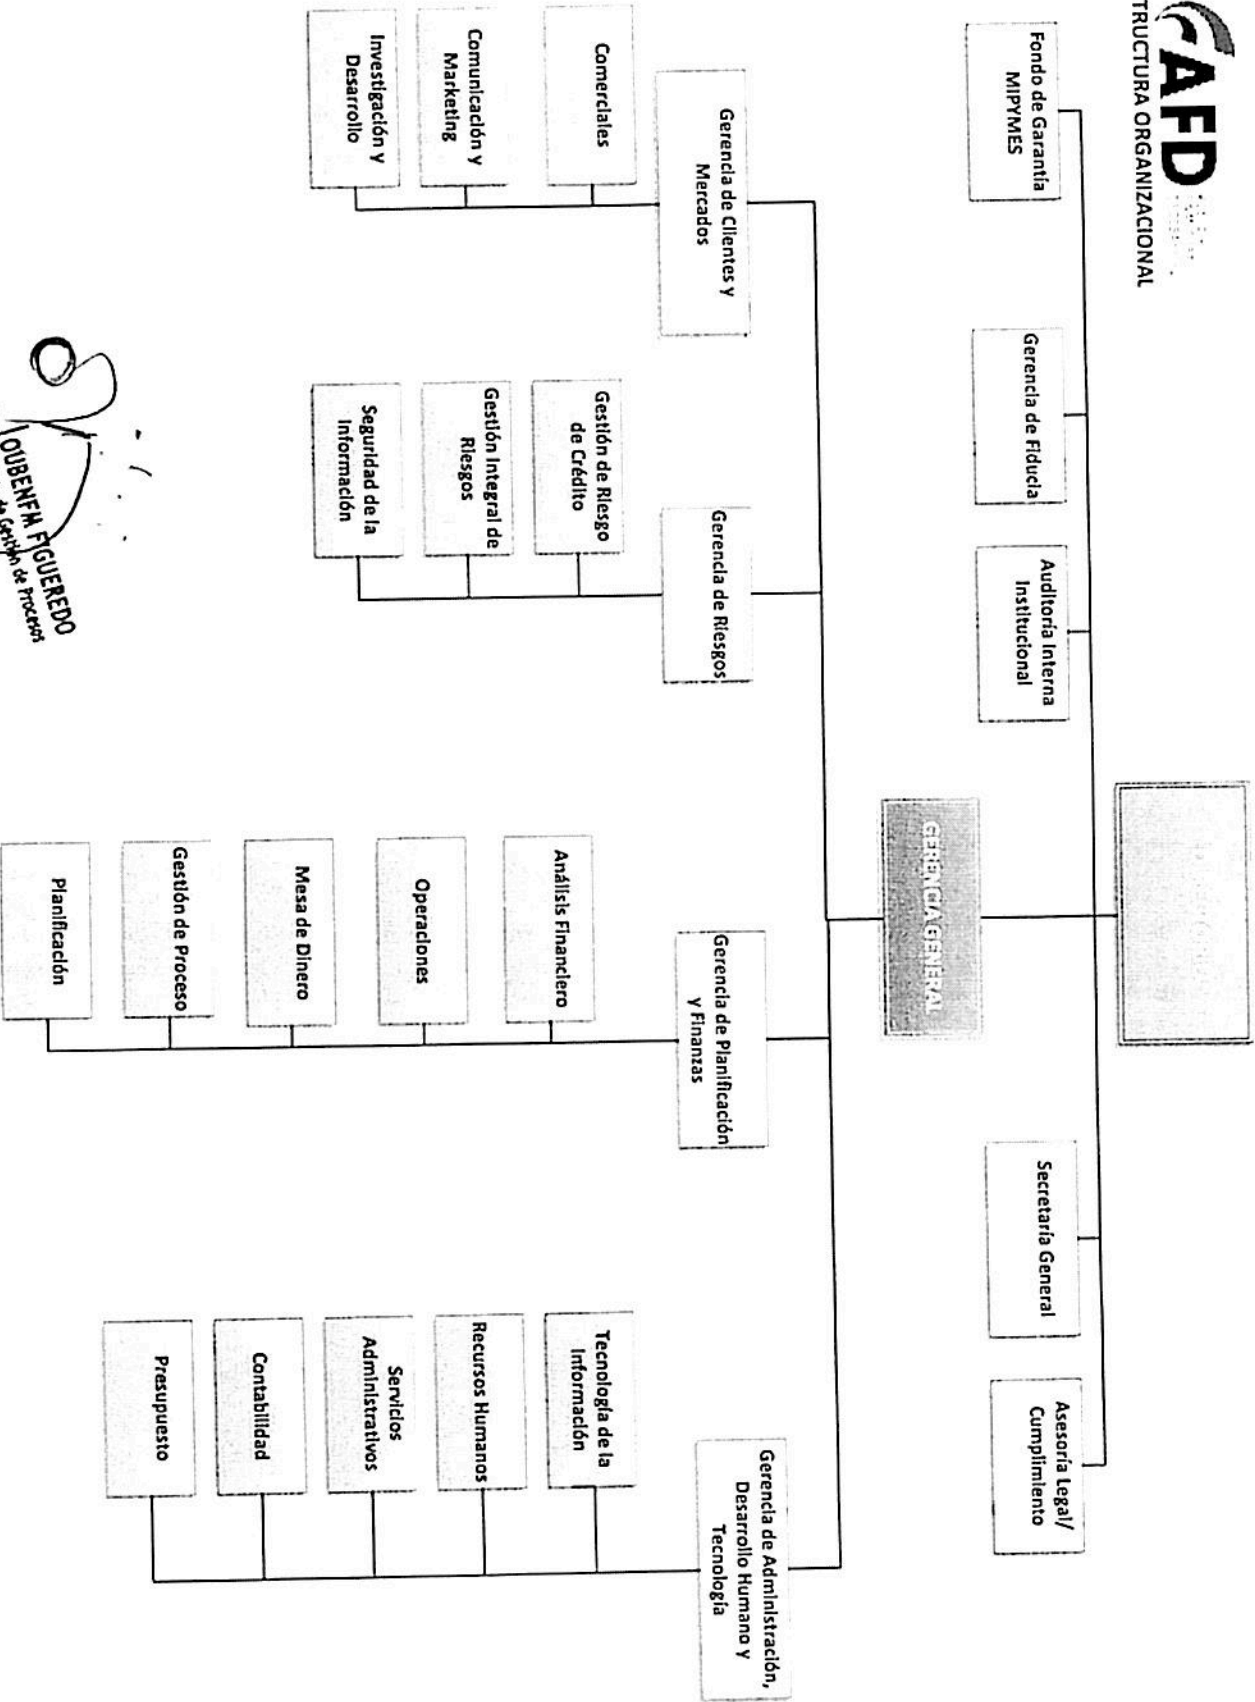 AFD
TRUCTURA ORGANIZACIONAL
Fondo de Garantía
MIPYMES
Gerencia de Fiducia
Auditoría Interna
Institucional
Secretaría General
Asesoría Legal/
Cumplimiento
GERENCIA GENERAL
Gerencia de Clientes y
Mercados
Comerciales
Comunicación y
Marketing
Investigación y
Desarrollo
Gerencia de Riesgos
Gestión de Riesgo
de Crédito
Gestión Integral de
Riesgos
Seguridad de la
Información
Gerencia de Planificación
y Finanzas
Análisis Financiero
Operaciones
Mesa de Dinero
Gestión de Proceso
Planificación
Gerencia de Administración,
Desarrollo Humano y
Tecnología
Tecnología de la
Información
Recursos Humanos
Servicios
Administrativos
Contabilidad
Presupuesto
FIGUEREDO
de Gestión de Procesos